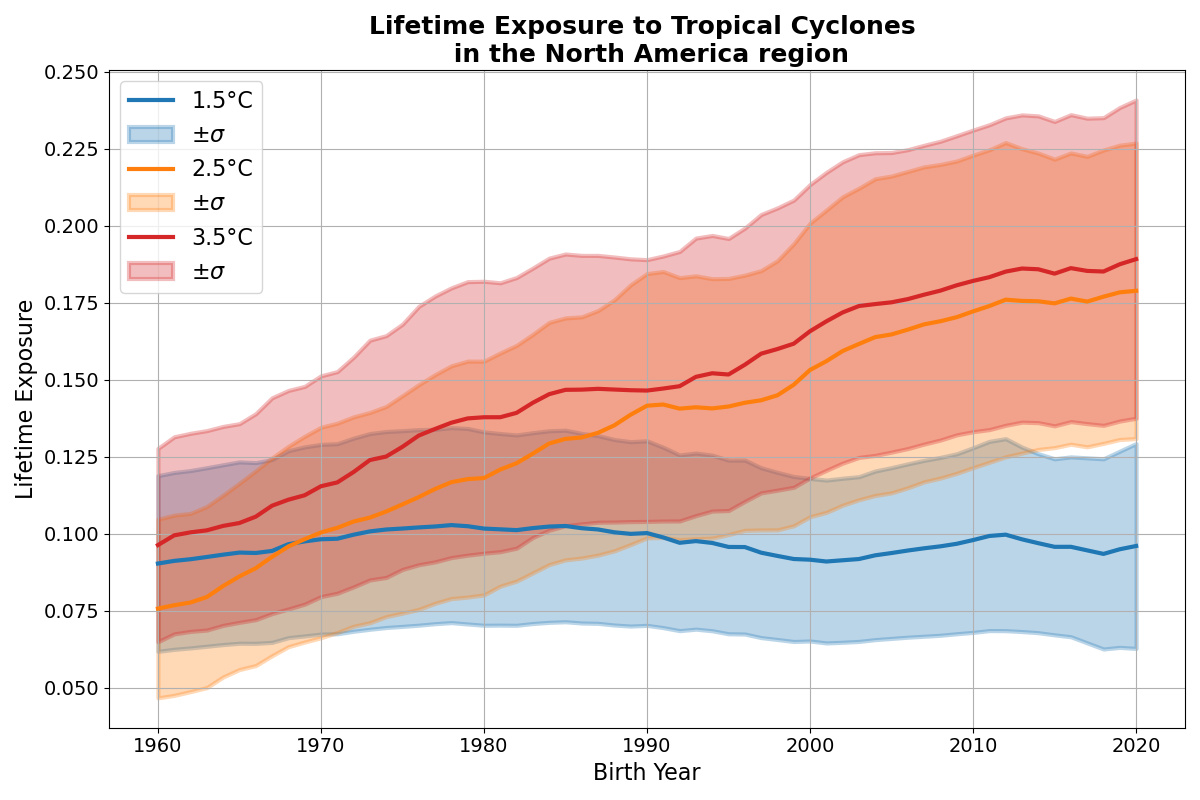 Lifetime Exposure to Tropical Cyclones
in the North America region
0.250
0.225
0.200
0.175
0.150
0.125
0.100
0.075
0.050
Lifetime Exposure
1.5°C
±σ
2.5°C
±σ
3.5°C
±σ
1960 1970 1980 1990 2000 2010 2020
Birth Year